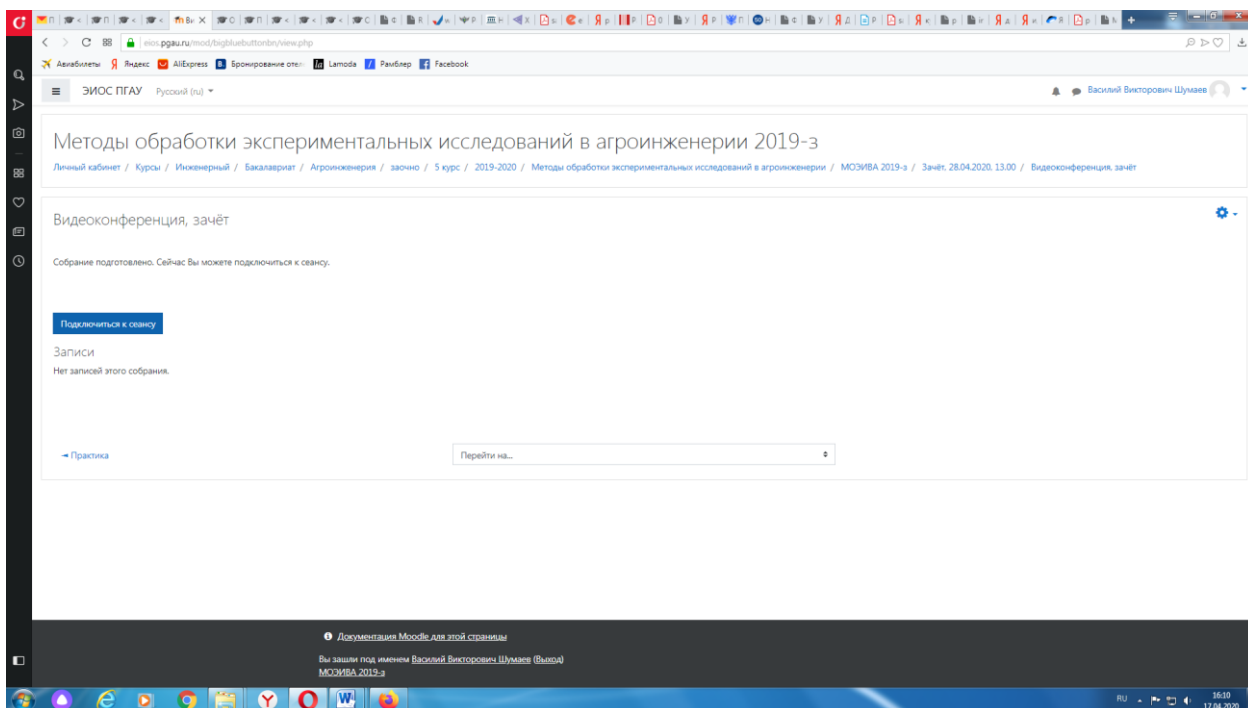 eios.pgau.ru/mod/bigbluebuttonbn/view.php
Авиабилеты Яндекс AliExpress Бронирование отел Lamoda Рамблер Facebook
ЭИОС ПГАУ Русский (ru)
Василий Викторович Шумаев
Методы обработки экспериментальных исследований в агроинженерии 2019-з
Личный кабинет / Курсы / Инженерный / Бакалавриат / Агроинженерия / заочно / 5 курс / 2019-2020 / Методы обработки экспериментальных исследований в агроинженерии / МОЭИВА 2019-з / Зачёт, 28.04.2020, 13.00 / Видеоконференция, зачёт
Видеоконференция, зачёт
Собрание подготовлено. Сейчас Вы можете подключиться к сеансу.
Подключиться к сеансу
Записи
Нет записей этого собрания.
◄ Практика
Перейти на...
Документация Moodle для этой страницы
Вы зашли под именем Василий Викторович Шумаев (Выход)
МОЭИВА 2019-з
RU
16:10
17.04.2020